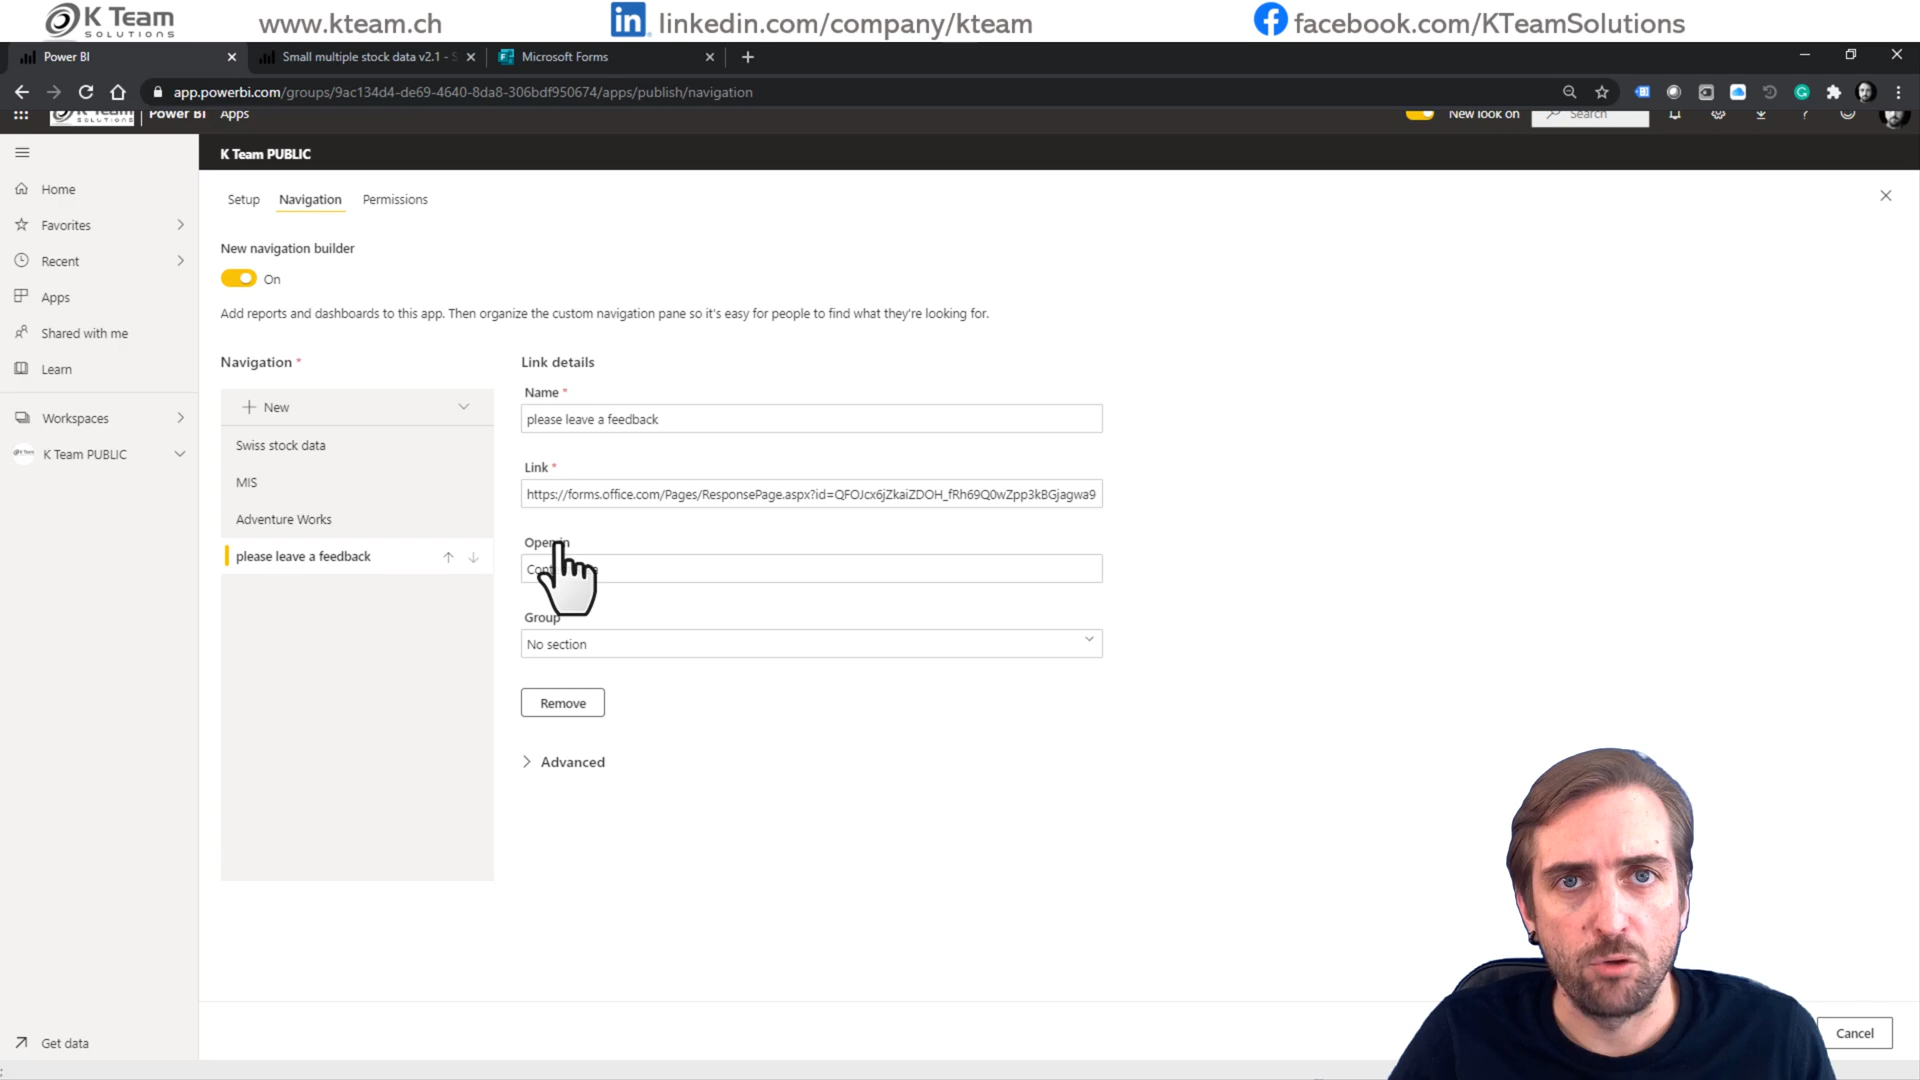 K Team
SOLUTIONS
www.kteam.ch
in linkedin.com/company/kteam
facebook.com/KTeamSolutions
Power BI
Small multiple stock data v2.1 - S
Microsoft Forms
app.powerbi.com/groups/9ac134d4-de69-4640-8da8-306bdf950674/apps/publish/navigation
K Team
SOLUTIONS
Power BI
Apps
New look on
Search
K Team PUBLIC
Home
Favorites
Recent
Apps
Shared with me
Learn
Workspaces
K Team PUBLIC
Get data
Setup
Navigation
Permissions
New navigation builder
On
Add reports and dashboards to this app. Then organize the custom navigation pane so it's easy for people to find what they're looking for.
Navigation *
New
Swiss stock data
MIS
Adventure Works
please leave a feedback
Link details
Name *
please leave a feedback
Link *
https://forms.office.com/Pages/ResponsePage.aspx?id=QFOJcx6jZkaiZDOH_fRh69Q0wZpp3kBGjagwa9
Open in
Group
No section
Remove
Advanced
Cancel